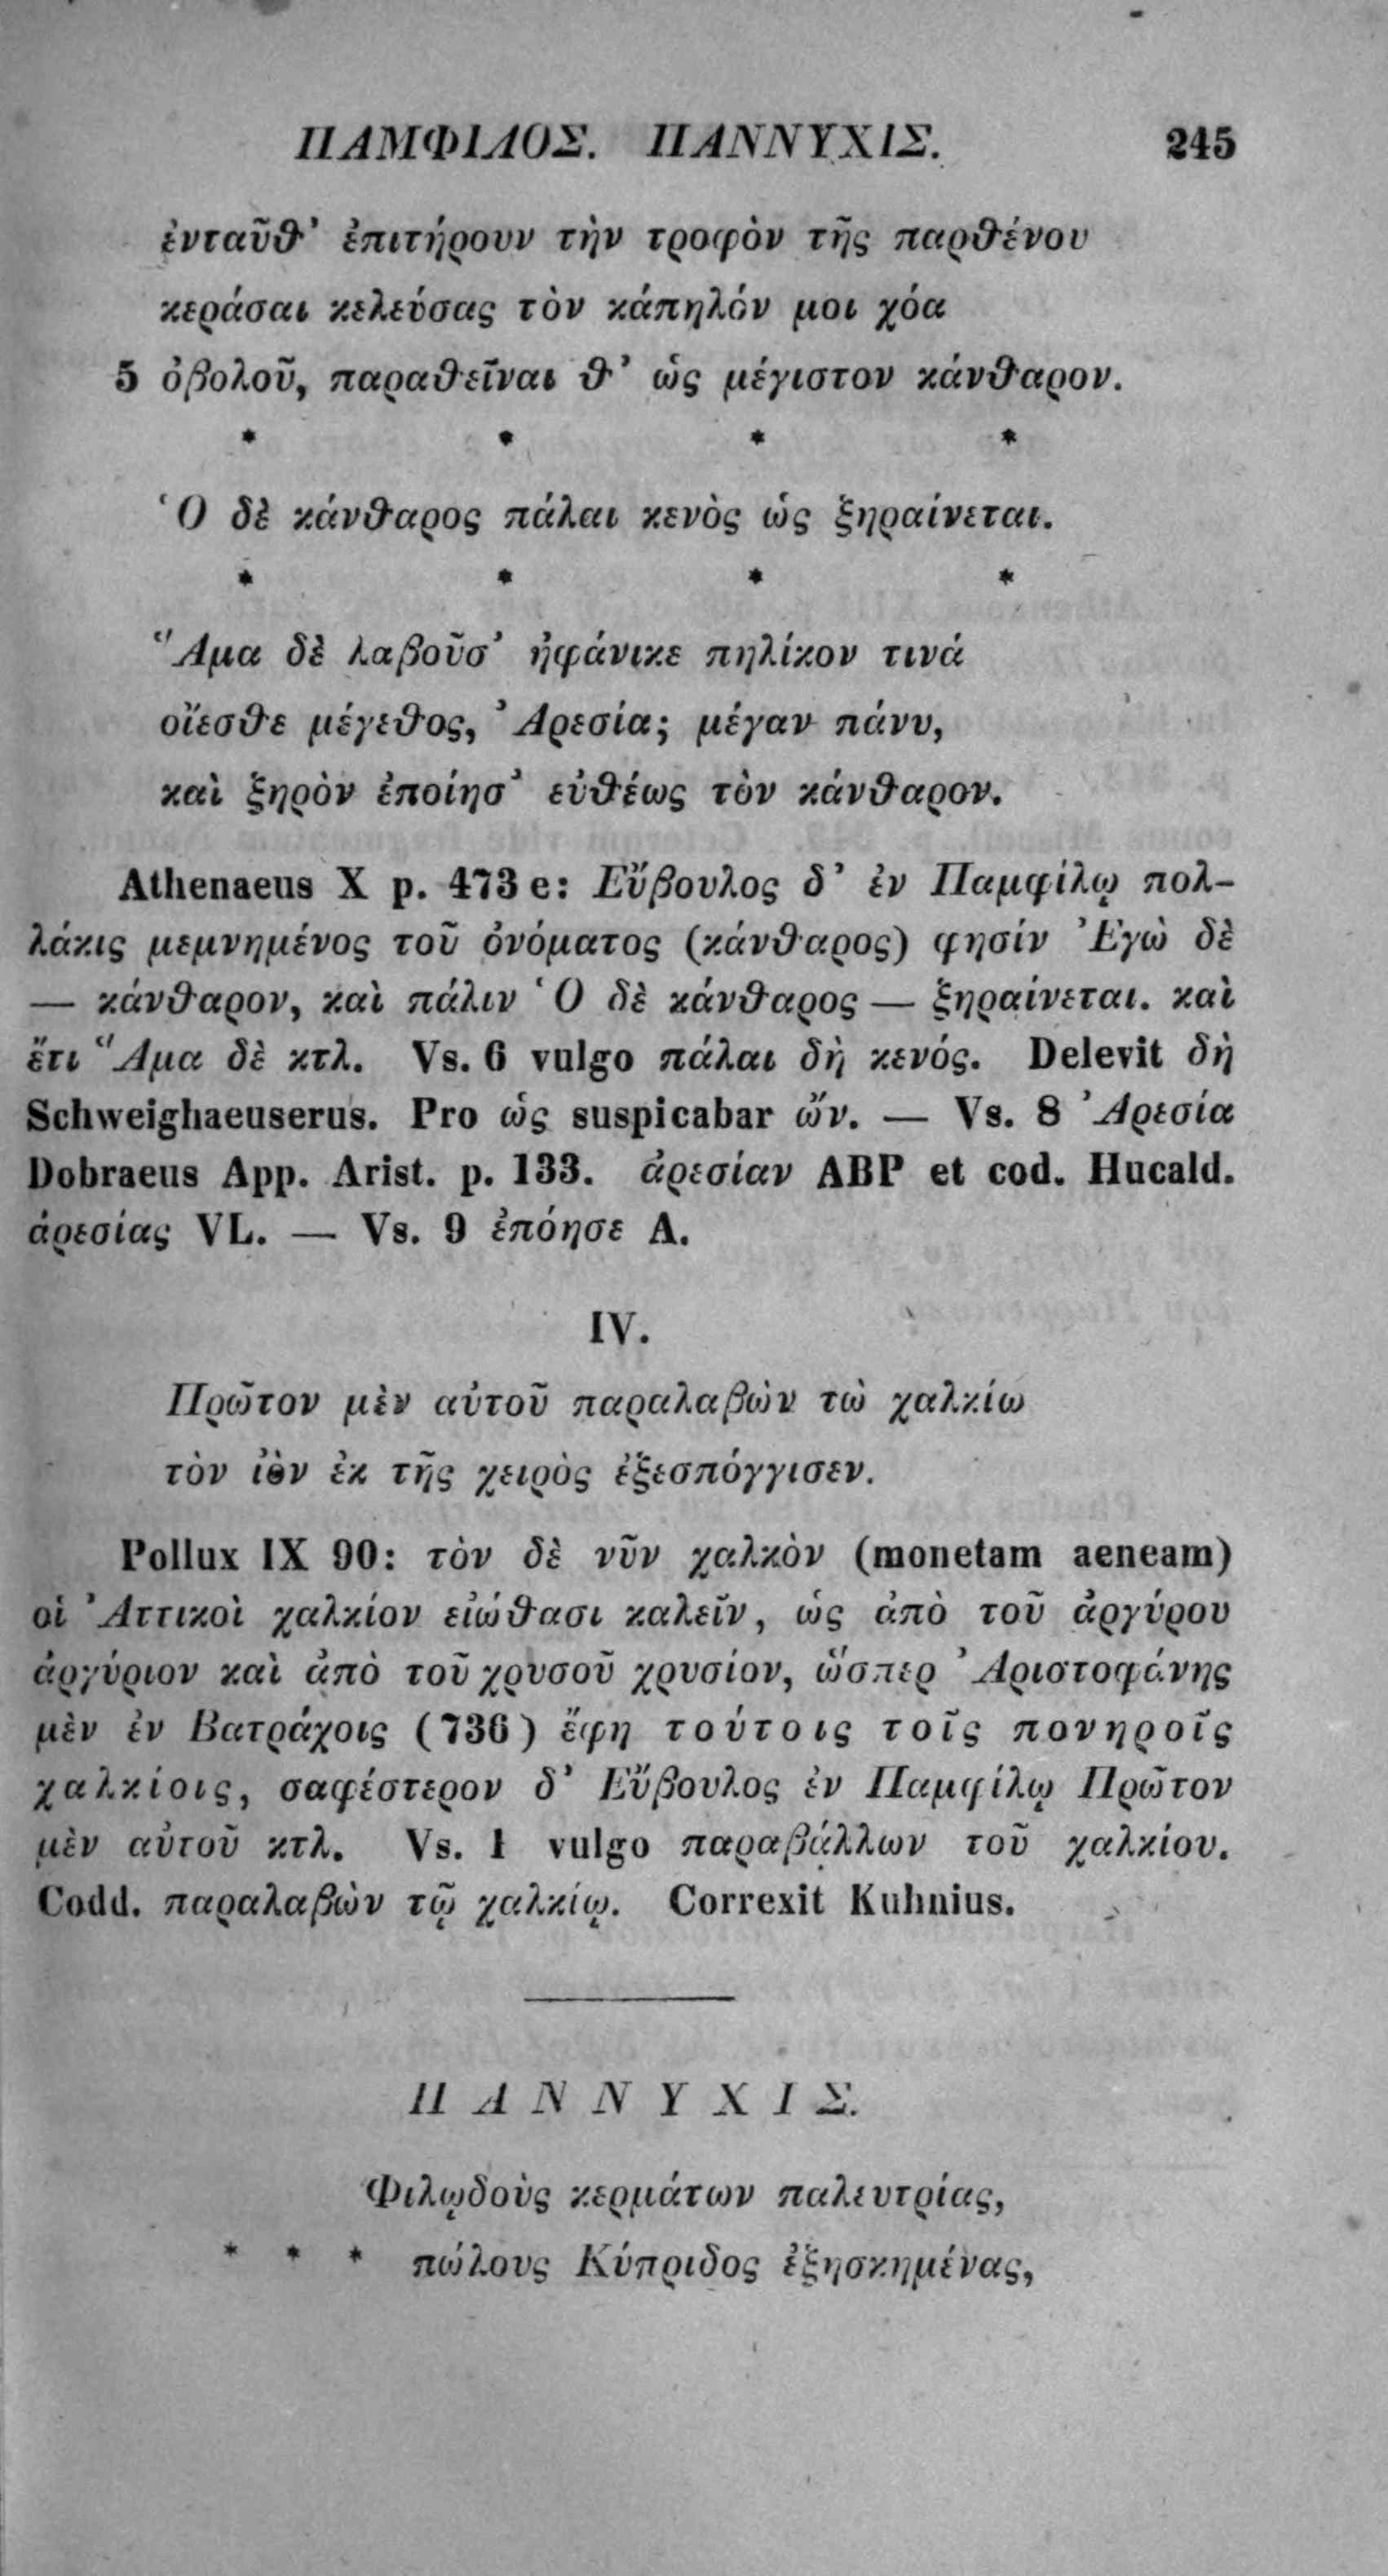 ΠΑΜΦΙΛΟΣ. ΠΑΝΝΥΧΙΣ. 245
ἐνταῦθ’ ἐπιτήρουν τὴν τροφὸν τῆς παρθένου
κεράσαι κελεύσας τὸν κάπηλόν μοι χόα
5 ὀβολοῦ, παραθεῖναι θ’ ὡς μέγιστον κάνθαρον.
* * * *
Ὁ δὲ κάνθαρος πάλαι κενὸς ὡς ξηραίνεται.
* * * *
Ἅμα δὲ λαβοῦσ’ ἠφάνικε πηλίκον τινά
οἴεσθε μέγεθος, Ἀρεσία; μέγαν πάνυ,
καὶ ξηρὸν ἐποίησ’ εὐθέως τὸν κάνθαρον.
Athenaeus X p. 473 e: Εὔβουλος δ’ ἐν Παμφίλῳ πολ-
λάκις μεμνημένος τοῦ ὀνόματος (κάνθαρος) φησίν Ἐγὼ δὲ
— κάνθαρον, καὶ πάλιν Ὁ δὲ κάνθαρος — ξηραίνεται. καὶ
ἔτι Ἅμα δὲ κτλ. Vs. 6 vulgo πάλαι δὴ κενός. Delevit δὴ
Schweighaeuserus. Pro ὡς suspicabar ὤν. — Vs. 8 Ἀρεσία
Dobraeus App. Arist. p. 133. ἀρεσίαν ABP et cod. Hucald.
ἀρεσίας VL. — Vs. 9 ἐπόησε A.
IV.
Πρῶτον μὲν αὐτοῦ παραλαβὼν τὼ χαλκίω
τὸν ἰὸν ἐκ τῆς χειρὸς ἐξεσπόγγισεν.
Pollux IX 90: τὸν δὲ νῦν χαλκὸν (monetam aeneam)
οἱ Ἀττικοὶ χαλκίον εἰώθασι καλεῖν, ὡς ἀπὸ τοῦ ἀργύρου
ἀργύριον καὶ ἀπὸ τοῦ χρυσοῦ χρυσίον, ὥσπερ Ἀριστοφάνης
μὲν ἐν Βατράχοις (736) ἔφη τούτοις τοῖς πονηροῖς
χαλκίοις, σαφέστερον δ’ Εὔβουλος ἐν Παμφίλῳ Πρῶτον
μὲν αὐτοῦ κτλ. Vs. 1 vulgo παραβάλλων τοῦ χαλκίου.
Codd. παραλαβὼν τῷ χαλκίῳ. Correxit Kuhnius.
ΠΑΝΝΥΧΙΣ.
Φιλῳδοὺς κερμάτων παλευτρίας,
* * * πώλους Κύπριδος ἐξησκημένας,